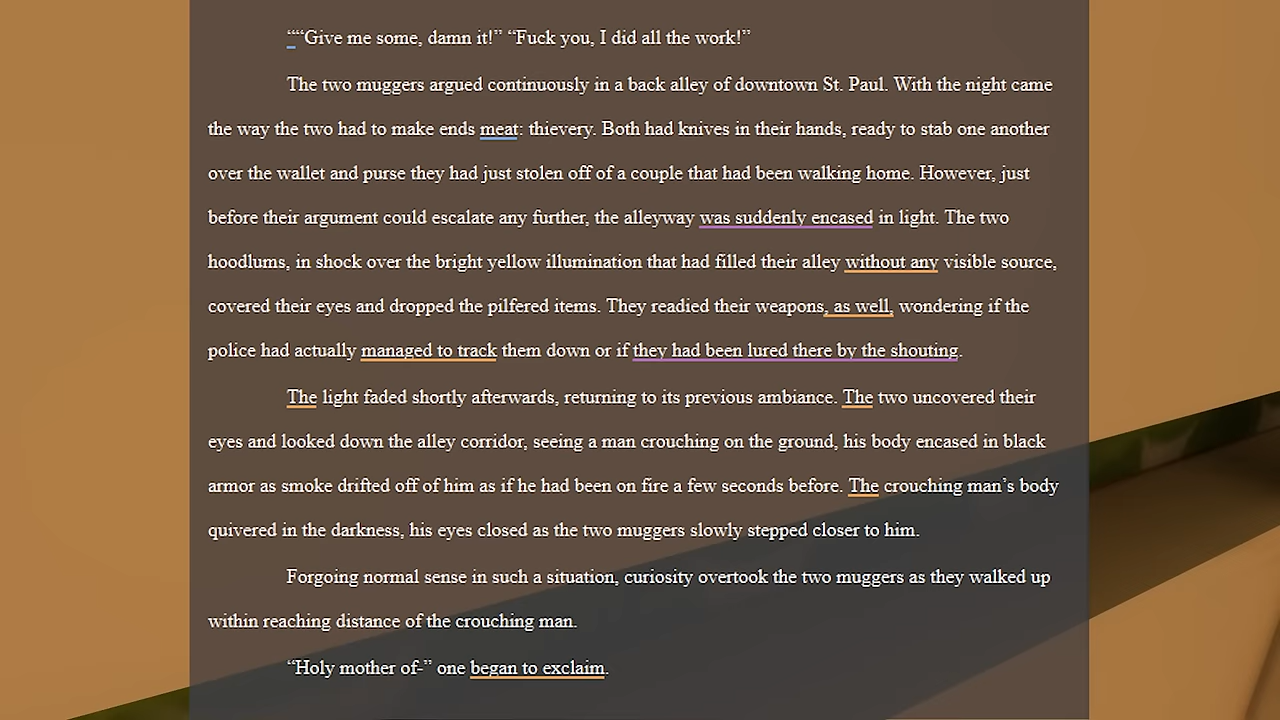 ““Give me some, damn it!” “Fuck you, I did all the work!”
The two muggers argued continuously in a back alley of downtown St. Paul. With the night came
the way the two had to make ends meat: thievery. Both had knives in their hands, ready to stab one another
over the wallet and purse they had just stolen off of a couple that had been walking home. However, just
before their argument could escalate any further, the alleyway was suddenly encased in light. The two
hoodlums, in shock over the bright yellow illumination that had filled their alley without any visible source,
covered their eyes and dropped the pilfered items. They readied their weapons, as well, wondering if the
police had actually managed to track them down or if they had been lured there by the shouting.
The light faded shortly afterwards, returning to its previous ambiance. The two uncovered their
eyes and looked down the alley corridor, seeing a man crouching on the ground, his body encased in black
armor as smoke drifted off of him as if he had been on fire a few seconds before. The crouching man’s body
quivered in the darkness, his eyes closed as the two muggers slowly stepped closer to him.
Forgoing normal sense in such a situation, curiosity overtook the two muggers as they walked up
within reaching distance of the crouching man.
“Holy mother of-” one began to exclaim.